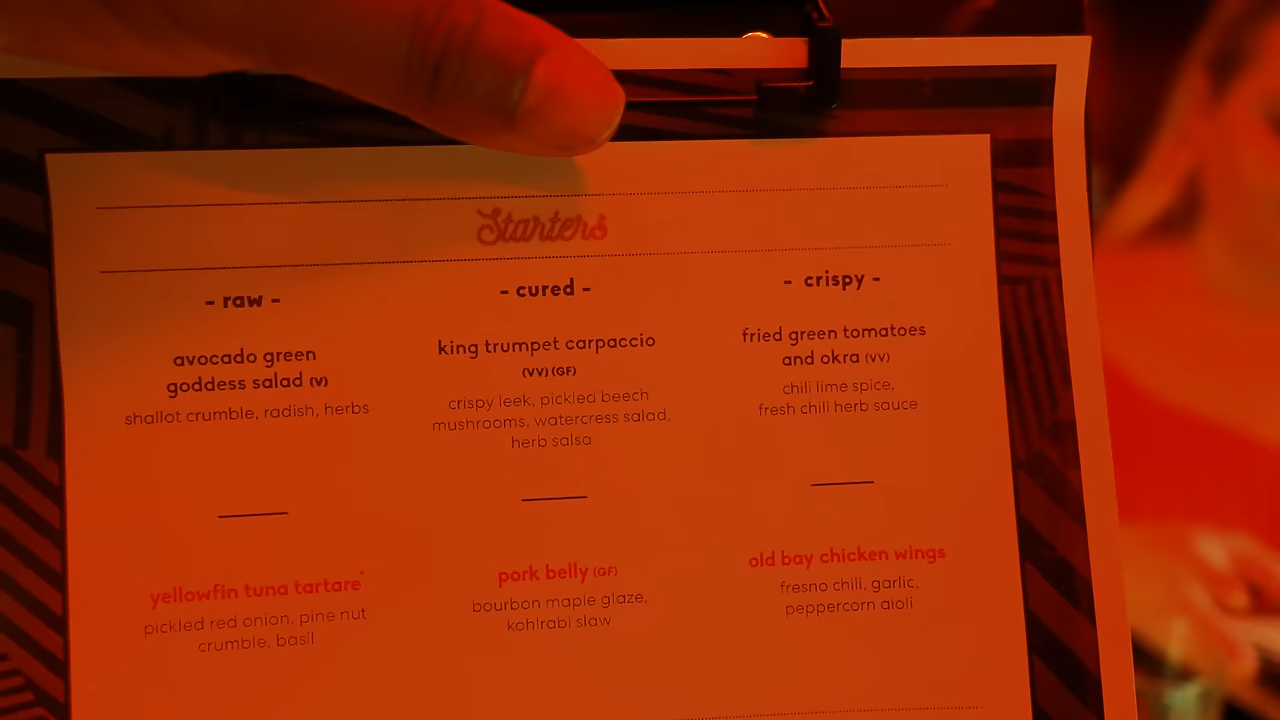 Starters
- raw -
avocado green
goddess salad (V)
shallot crumble, radish, herbs
yellowfin tuna tartare*
pickled red onion, pine nut
crumble, basil
- cured -
king trumpet carpaccio
(VV) (GF)
crispy leek, pickled beech
mushrooms, watercress salad,
herb salsa
pork belly (GF)
bourbon maple glaze,
kohlrabi slaw
- crispy -
fried green tomatoes
and okra (VV)
chili lime spice,
fresh chili herb sauce
old bay chicken wings
fresno chili, garlic,
peppercorn aioli